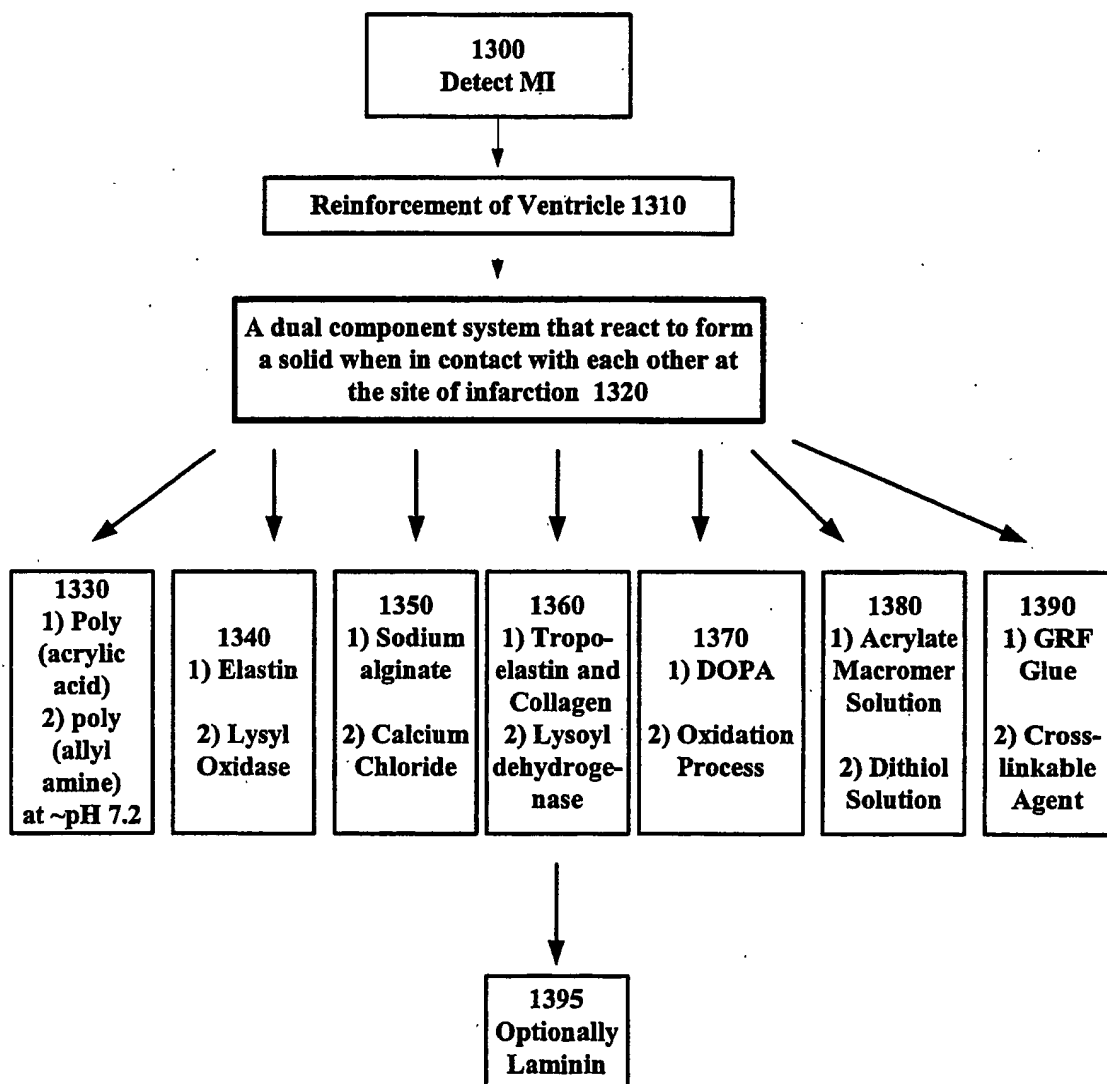 1300
Detect MI
Reinforcement of Ventricle 1310
A dual component system that react to form
a solid when in contact with each other at
the site of infarction 1320
1330
1) Poly
(acrylic
acid)
2) poly
(allyl
amine)
at ~pH 7.2
1340
1) Elastin
2) Lysyl
Oxidase
1350
1) Sodium
alginate
2) Calcium
Chloride
1360
1) Tropo-
elastin and
Collagen
2) Lysoyl
dehydroge-
nase
1370
1) DOPA
2) Oxidation
Process
1380
1) Acrylate
Macromer
Solution
2) Dithiol
Solution
1390
1) GRF
Glue
2) Cross-
linkable
Agent
1395
Optionally
Laminin